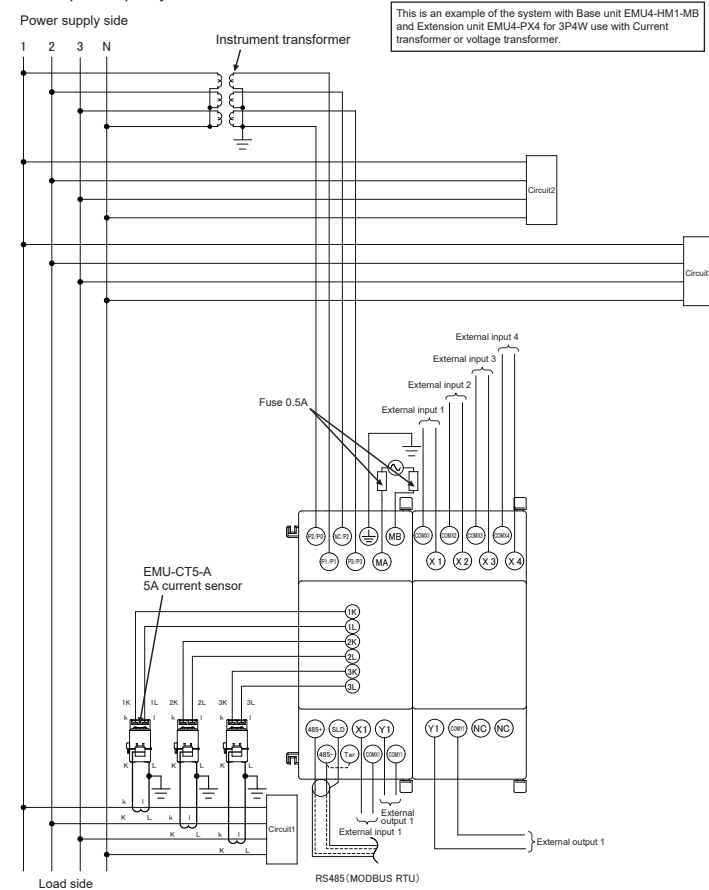 This is an example of the system with Base unit EMU4-HM1-MB
and Extension unit EMU4-PX4 for 3P4W use with Current
transformer or voltage transformer.
Power supply side
Instrument transformer
1 2 3 N
Circuit2
External input 4
External input 3
External input 2
External input 1
Fuse 0.5A
P2/P0 NC/P2 MB COMX1 COMX2 COMX3 COMX4
P1/P1 P3/P3 MA X1 X2 X3 X4
EMU-CT5-A
5A current sensor
1K
1L
2K
2L
3K
3L
1K 1L 2K 2L 3K 3L
k l k l k l
485+ SLD X1 Y1 Y1 COMY1 NC NC
485- Ter COMX1 COMY1
K L K L K L
k l
K L k l
K L k l
K L
Circuit1
External
output 1
External input 1
External output 1
RS485(MODBUS RTU)
Load side